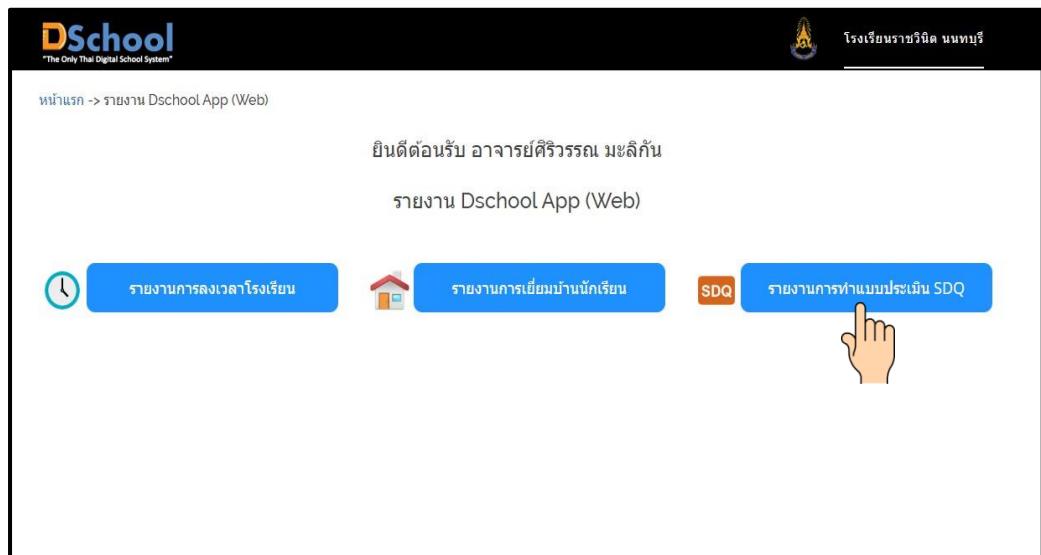 DSchool
"The Only Thai Digital School System"
โรงเรียนราชวินิต นนทบุรี
หน้าแรก -> รายงาน Dschool App (Web)
ยินดีต้อนรับ อาจารย์ศิริวรรณ มะลิกัน
รายงาน Dschool App (Web)
รายงานการลงเวลาโรงเรียน
รายงานการเยี่ยมบ้านนักเรียน
SDQ
รายงานการทำแบบประเมิน SDQ